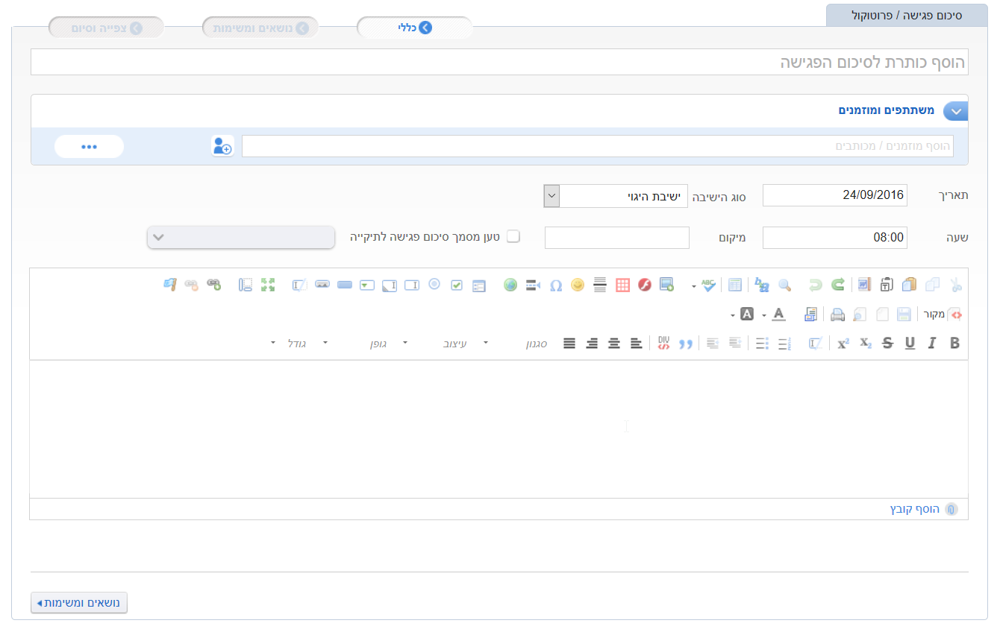 סיכום פגישה / פרוטוקול
כללי
נושאים ומשימות
צפייה וסיום
הוסף כותרת לסיכום הפגישה
משתתפים ומוזמנים
הוסף מוזמנים / מכותבים
תאריך 24/09/2016 סוג הישיבה ישיבת היגוי
שעה 08:00 מיקום טען מסמך סיכום פגישה לתיקייה
מקור
סגנון עיצוב גופן גודל
הוסף קובץ
נושאים ומשימות